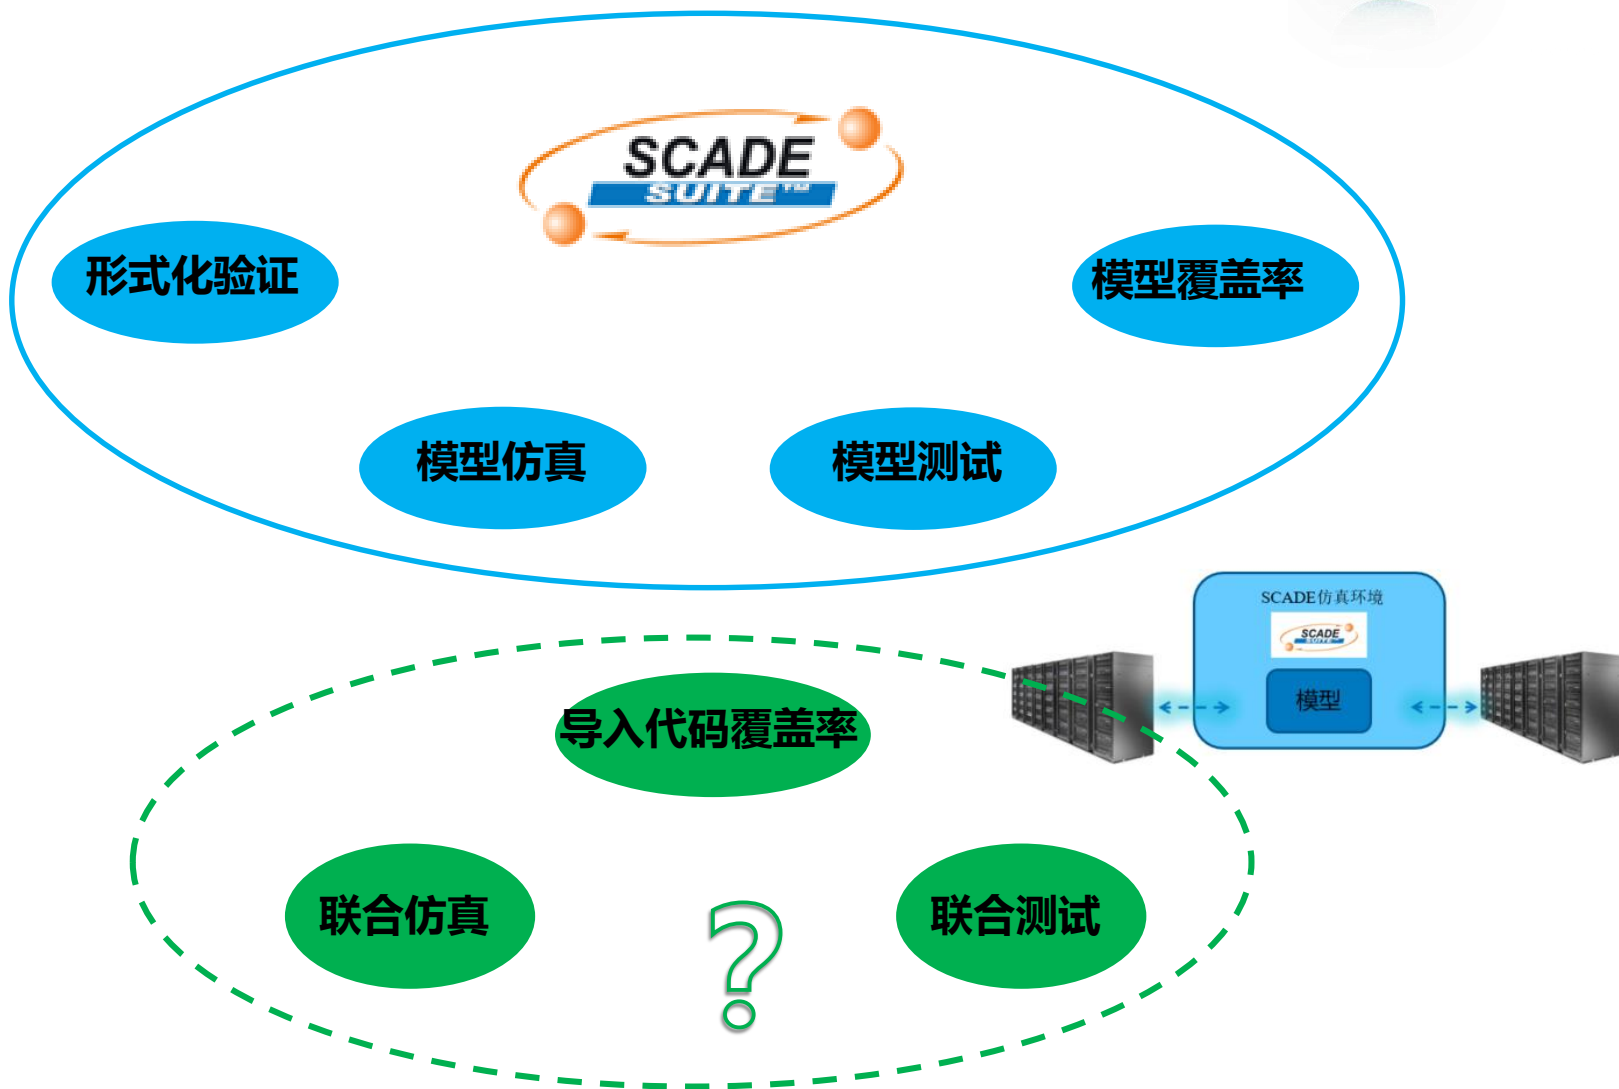 SCADE
SUITE™
形式化验证
模型覆盖率
模型仿真
模型测试
SCADE仿真环境
SCADE
SUITE
模型
导入代码覆盖率
联合仿真
联合测试
?